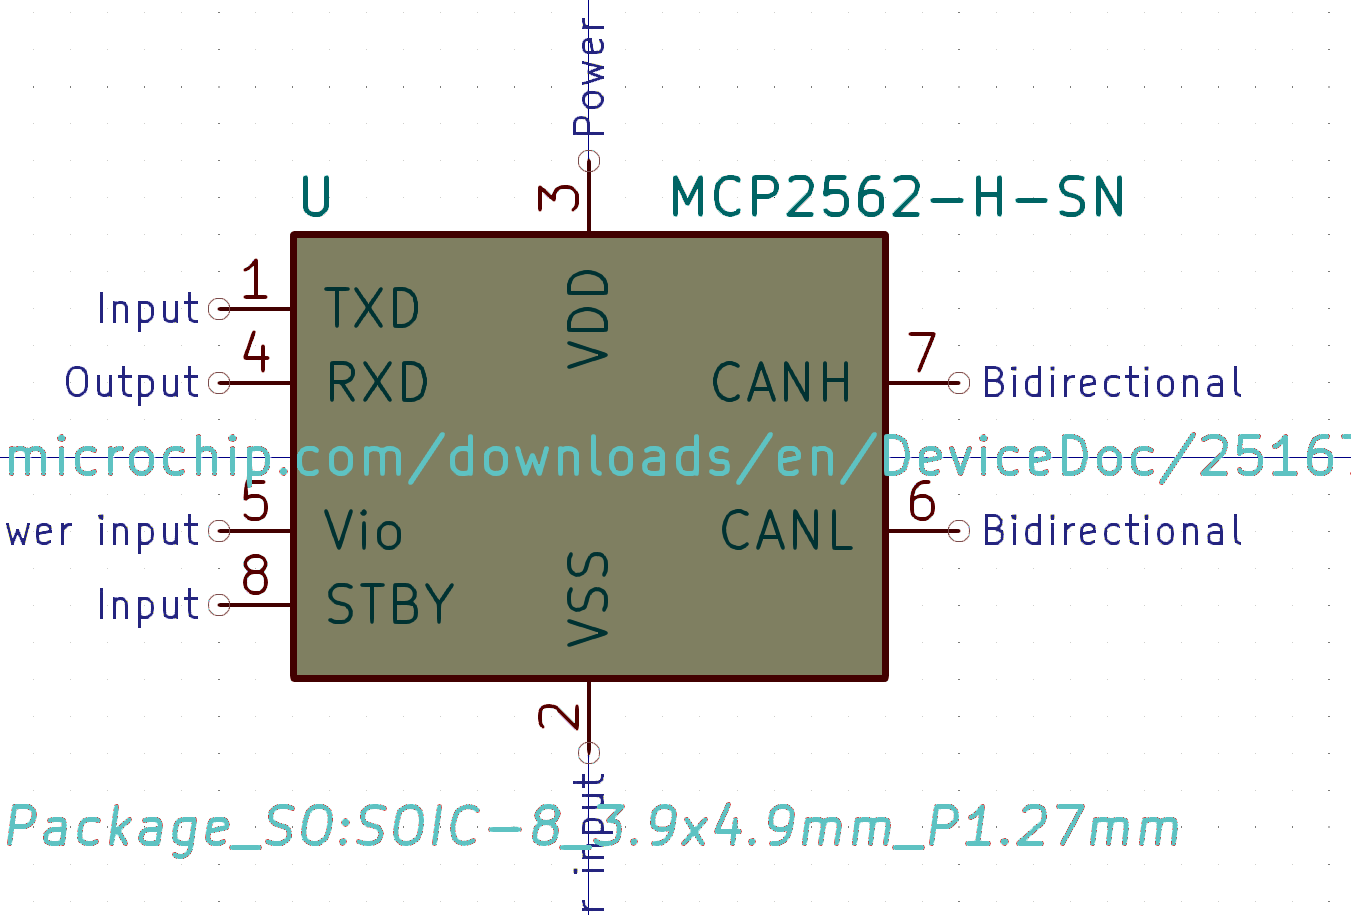 Power
3
U
MCP2562-H-SN
1
Input
TXD
VDD
4
Output
RXD
7
CANH
Bidirectional
microchip.com/downloads/en/DeviceDoc/25167
5
wer input
Vio
6
CANL
Bidirectional
8
Input
STBY
VSS
2
r input
Package_SO:SOIC-8_3.9x4.9mm_P1.27mm